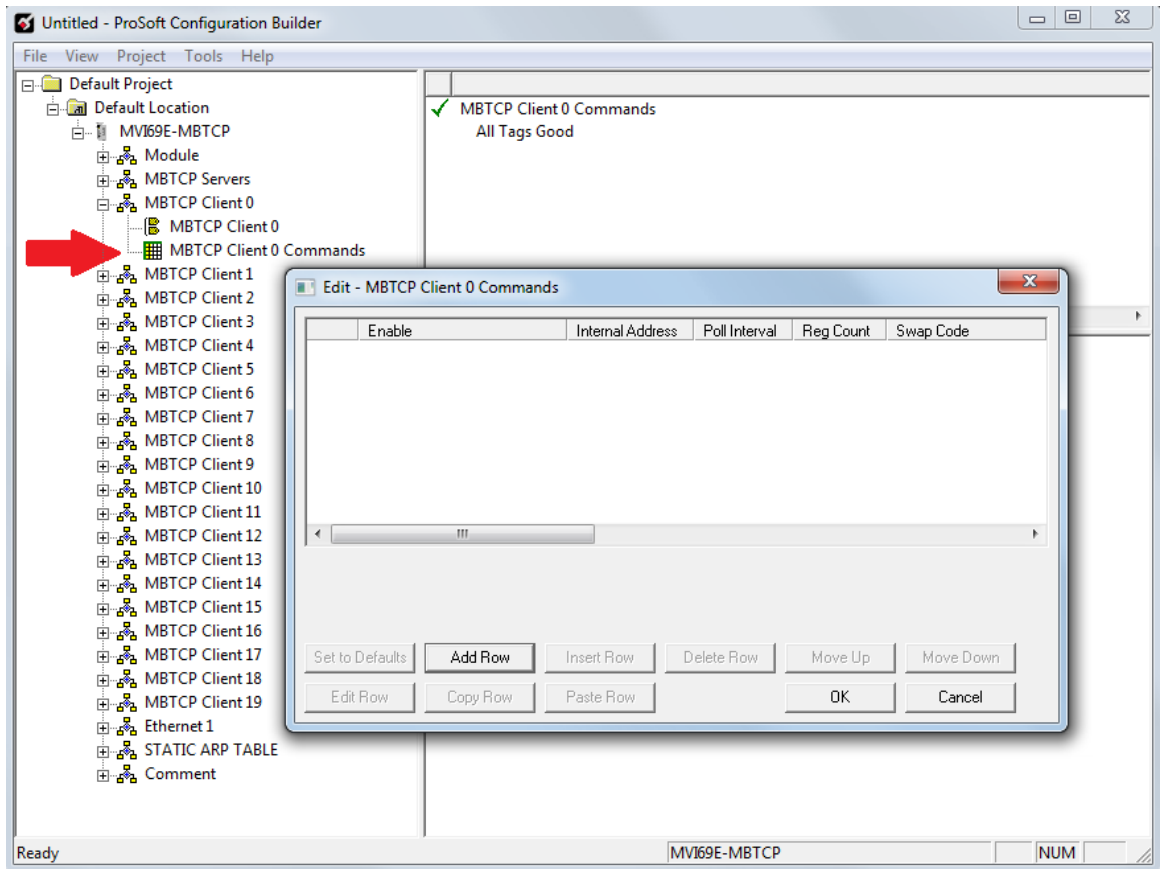 Untitled - ProSoft Configuration Builder
File View Project Tools Help
Default Project
Default Location
MVI69E-MBTCP
Module
MBTCP Servers
MBTCP Client 0
MBTCP Client 0
MBTCP Client 0 Commands
MBTCP Client 1
MBTCP Client 2
MBTCP Client 3
MBTCP Client 4
MBTCP Client 5
MBTCP Client 6
MBTCP Client 7
MBTCP Client 8
MBTCP Client 9
MBTCP Client 10
MBTCP Client 11
MBTCP Client 12
MBTCP Client 13
MBTCP Client 14
MBTCP Client 15
MBTCP Client 16
MBTCP Client 17
MBTCP Client 18
MBTCP Client 19
Ethernet 1
STATIC ARP TABLE
Comment
MBTCP Client 0 Commands
All Tags Good
Edit - MBTCP Client 0 Commands
Enable Internal Address Poll Interval Reg Count Swap Code
Set to Defaults Add Row Insert Row Delete Row Move Up Move Down
Edit Row Copy Row Paste Row OK Cancel
Ready MVI69E-MBTCP NUM